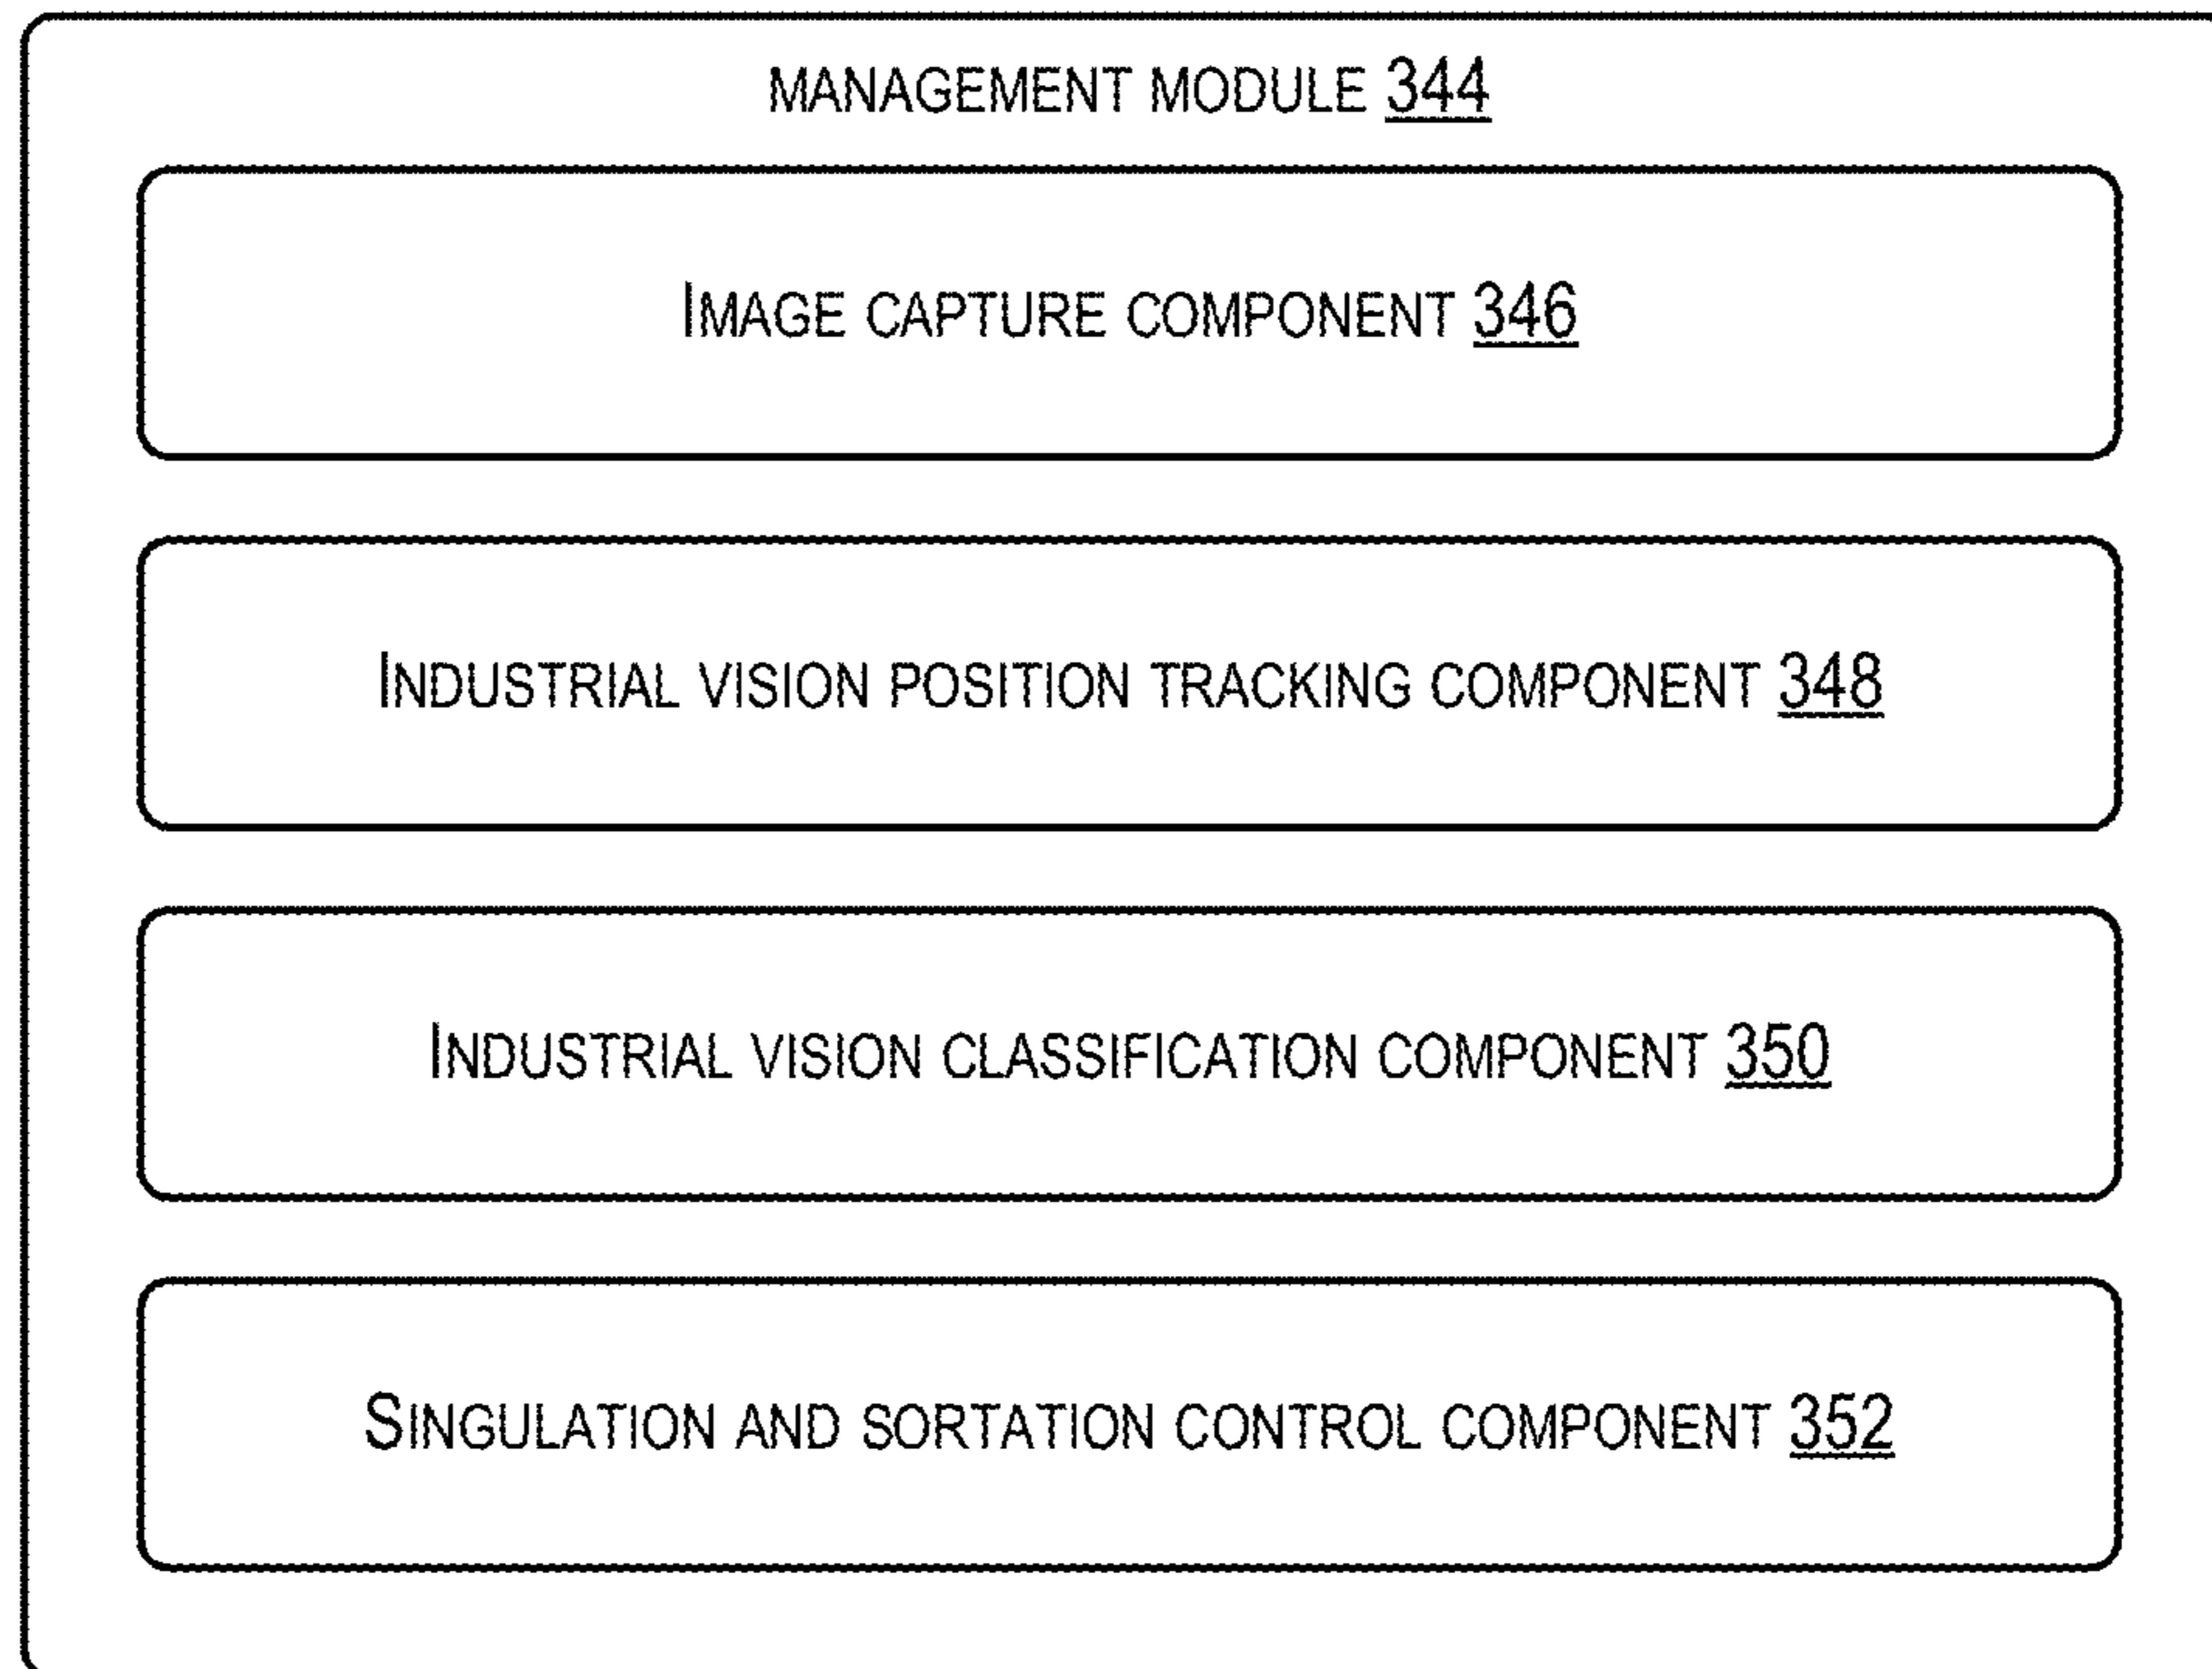 MANAGEMENT MODULE 344
IMAGE CAPTURE COMPONENT 346
INDUSTRIAL VISION POSITION TRACKING COMPONENT 348
INDUSTRIAL VISION CLASSIFICATION COMPONENT 350
SINGULATION AND SORTATION CONTROL COMPONENT 352